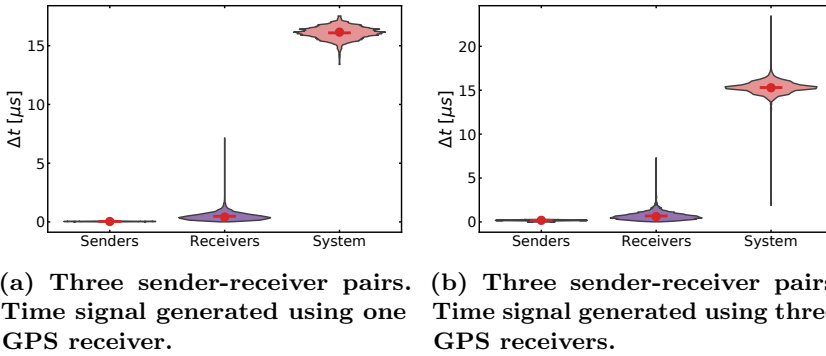 Δt [μs]
15
10
5
0
Senders Receivers System
Δt [μs]
20
15
10
5
0
Senders Receivers System
(a) Three sender-receiver pairs.
Time signal generated using one
GPS receiver.
(b) Three sender-receiver pairs
Time signal generated using three
GPS receivers.